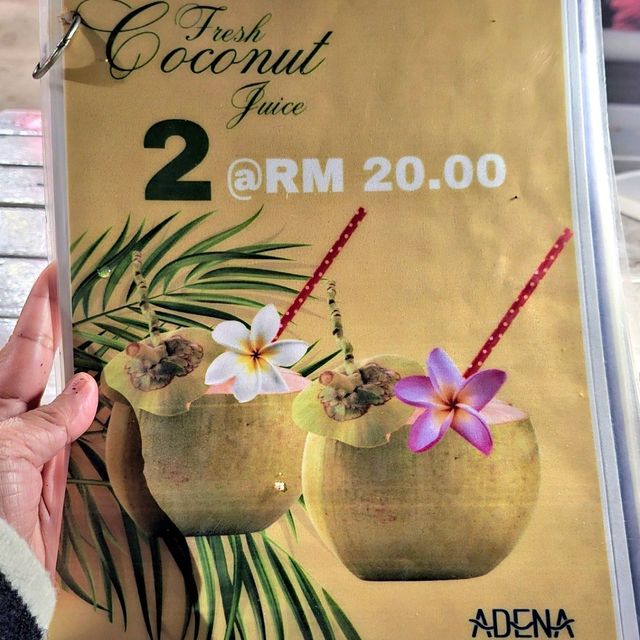 Fresh
Coconut
Juice
2 @RM 20.00
ADENA